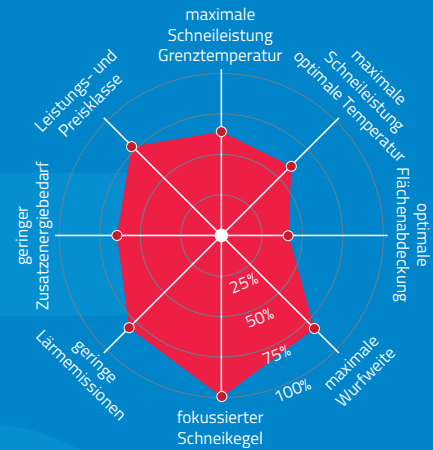 maximale
Schneileistung
Grenztemperatur
maximale
Schneileistung
optimale Temperatur
optimale
Flächenabdeckung
maximale
Wurfweite
fokussierter
Schneikegel
geringe
Lärmemissionen
geringer
Zusatzenergiebedarf
Leistungs- und
Preisklasse
25%
50%
75%
100%